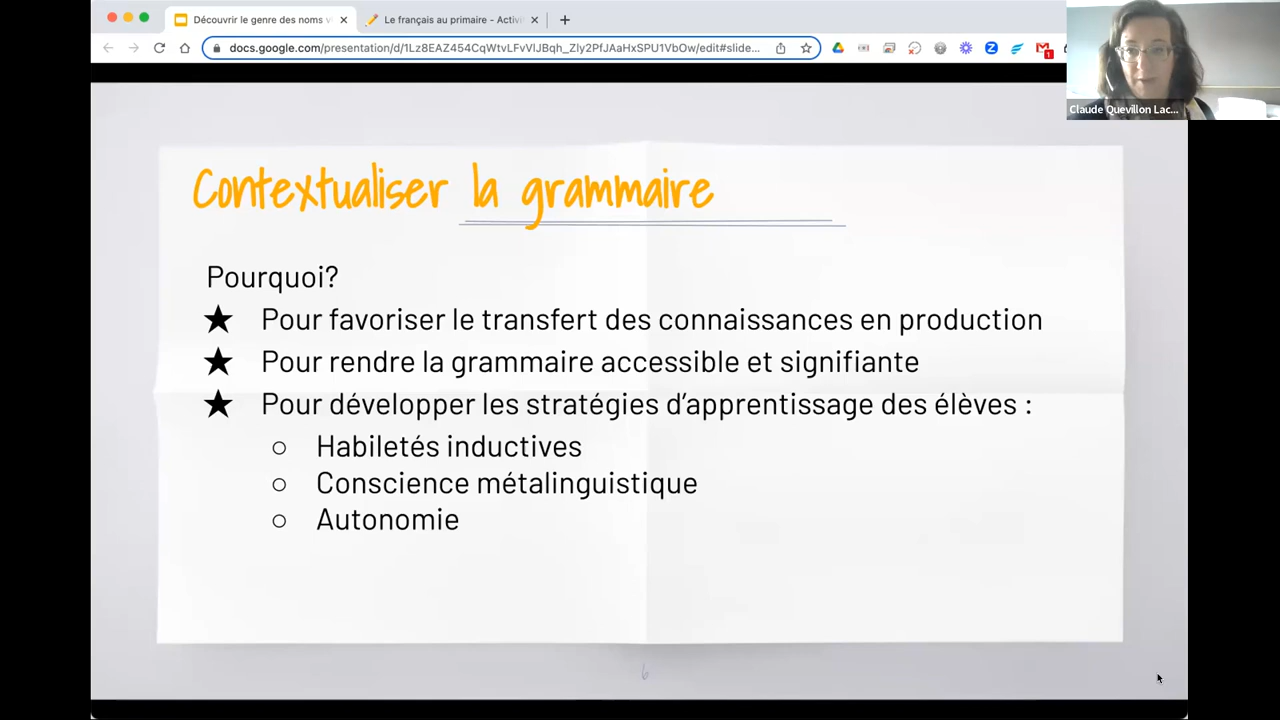 Découvrir le genre des noms
Le français au primaire - Activi
docs.google.com/presentation/d/1Lz8EAZ454CqWtvLFvVlJBqh_Zly2PfJAaHxSPU1VbOw/edit#slide...
Claude Quevillon Lac...
Contextualiser la grammaire
Pourquoi?
★ Pour favoriser le transfert des connaissances en production
★ Pour rendre la grammaire accessible et signifiante
★ Pour développer les stratégies d'apprentissage des élèves :
○ Habiletés inductives
○ Conscience métalinguistique
○ Autonomie
6